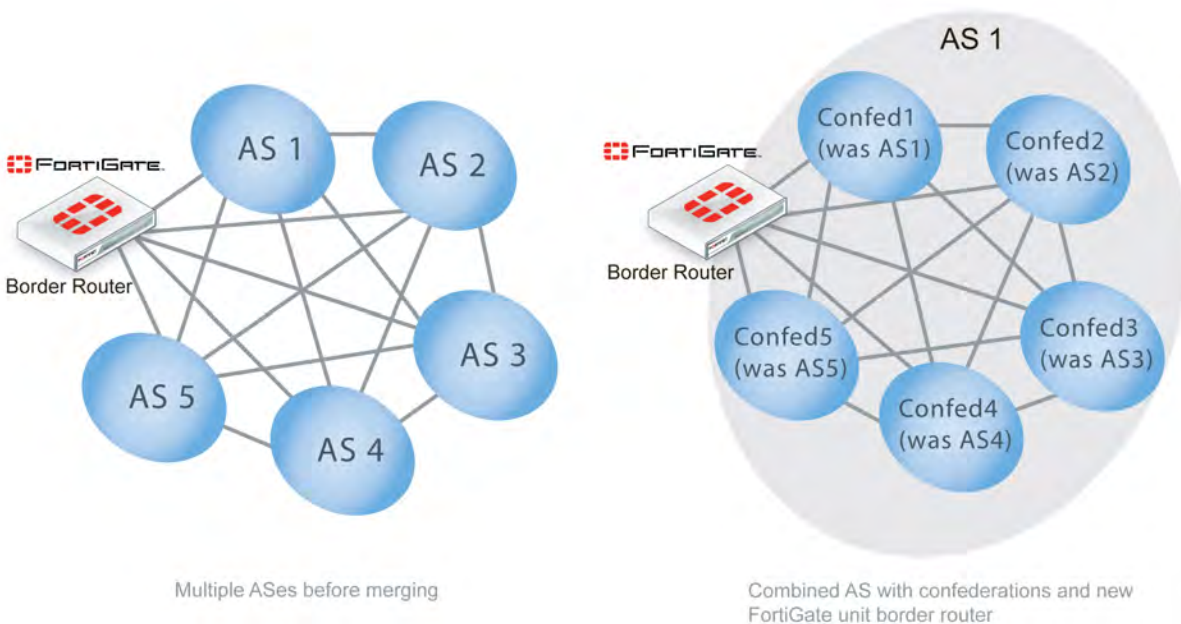 FORTIGATE
Border Router
AS 1
AS 2
AS 3
AS 4
AS 5
Multiple ASes before merging
AS 1
FORTIGATE
Border Router
Confed1
(was AS1)
Confed2
(was AS2)
Confed3
(was AS3)
Confed4
(was AS4)
Confed5
(was AS5)
Combined AS with confederations and new
FortiGate unit border router